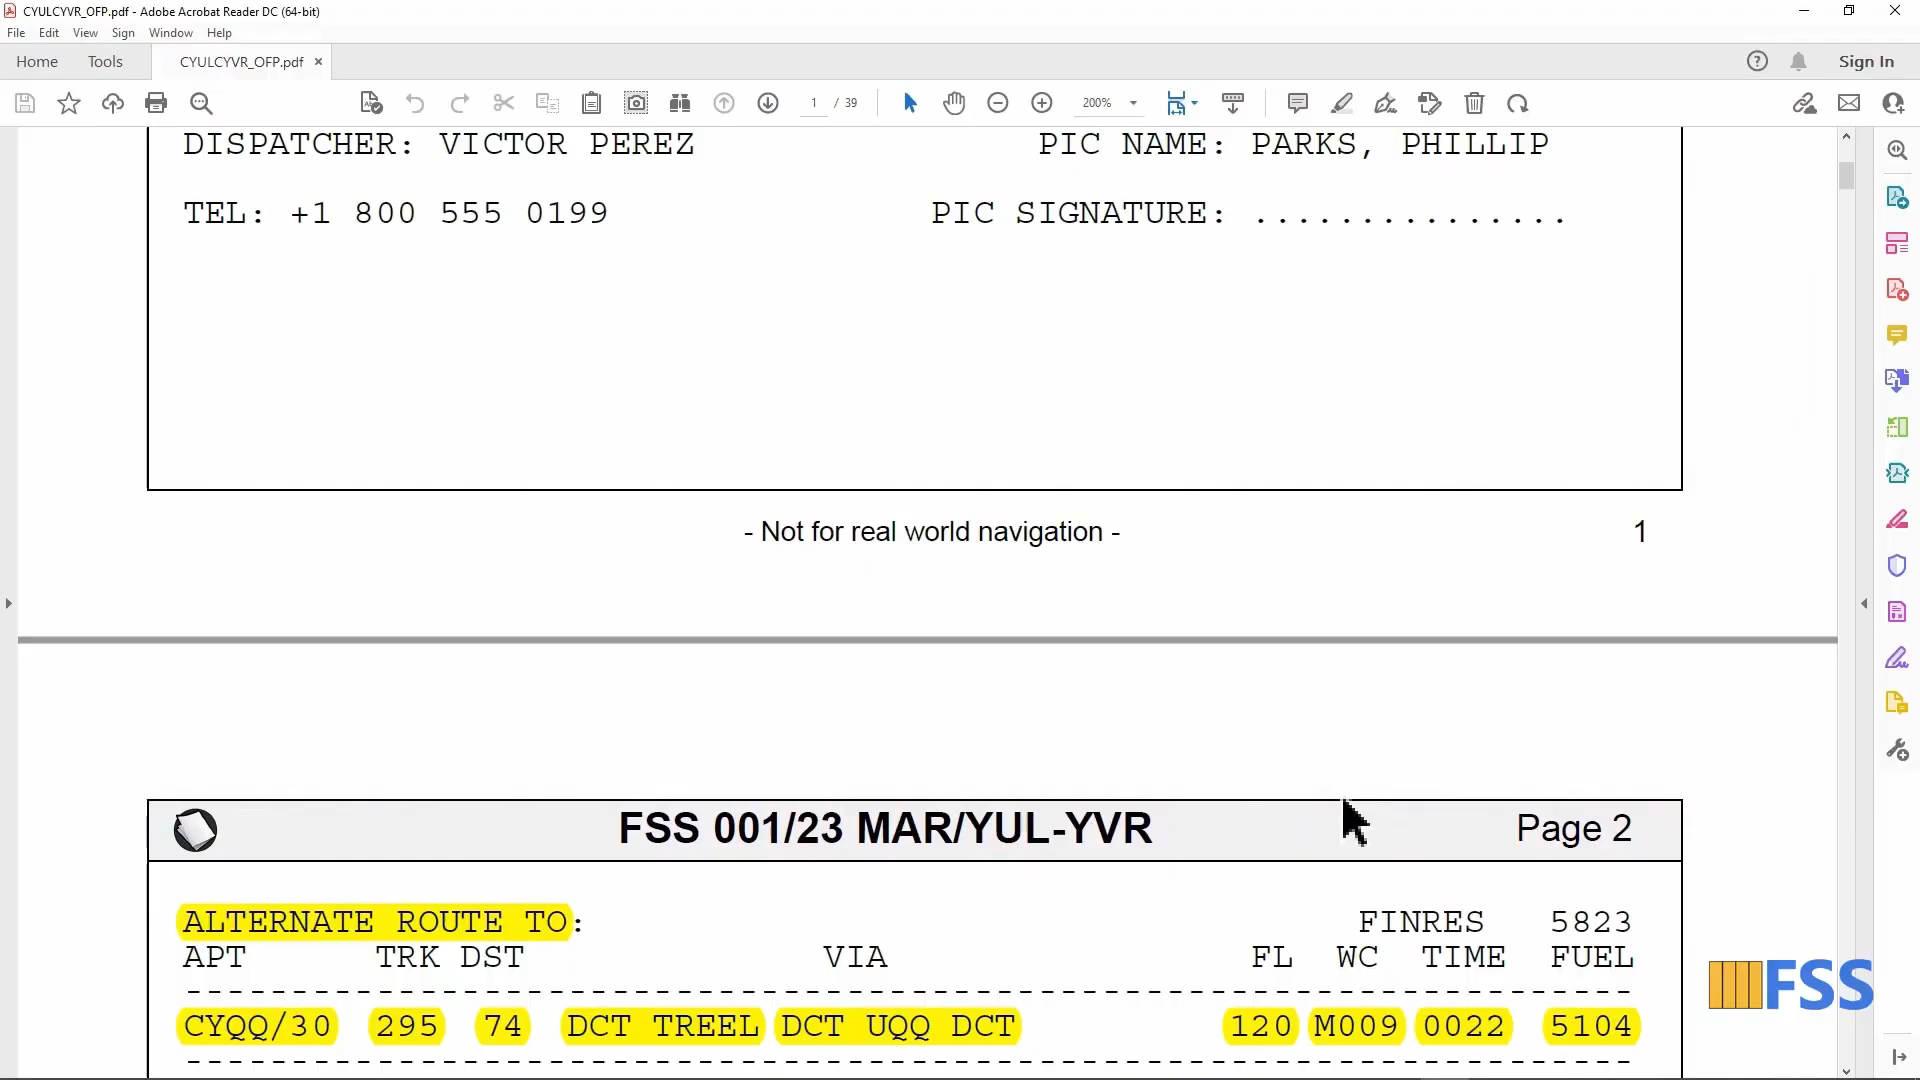 CYULCYVR_OFP.pdf - Adobe Acrobat Reader DC (64-bit)
File Edit View Sign Window Help
Home Tools CYULCYVR_OFP.pdf × Sign In
1 / 39 200%
DISPATCHER: VICTOR PEREZ PIC NAME: PARKS, PHILLIP
TEL: +1 800 555 0199 PIC SIGNATURE: ...............
- Not for real world navigation - 1
FSS 001/23 MAR/YUL-YVR Page 2
ALTERNATE ROUTE TO: FINRES 5823
APT TRK DST VIA FL WC TIME FUEL
--------------------------------------------------------------------
CYQQ/30 295 74 DCT TREEL DCT UQQ DCT 120 M009 0022 5104
--------------------------------------------------------------------
FSS